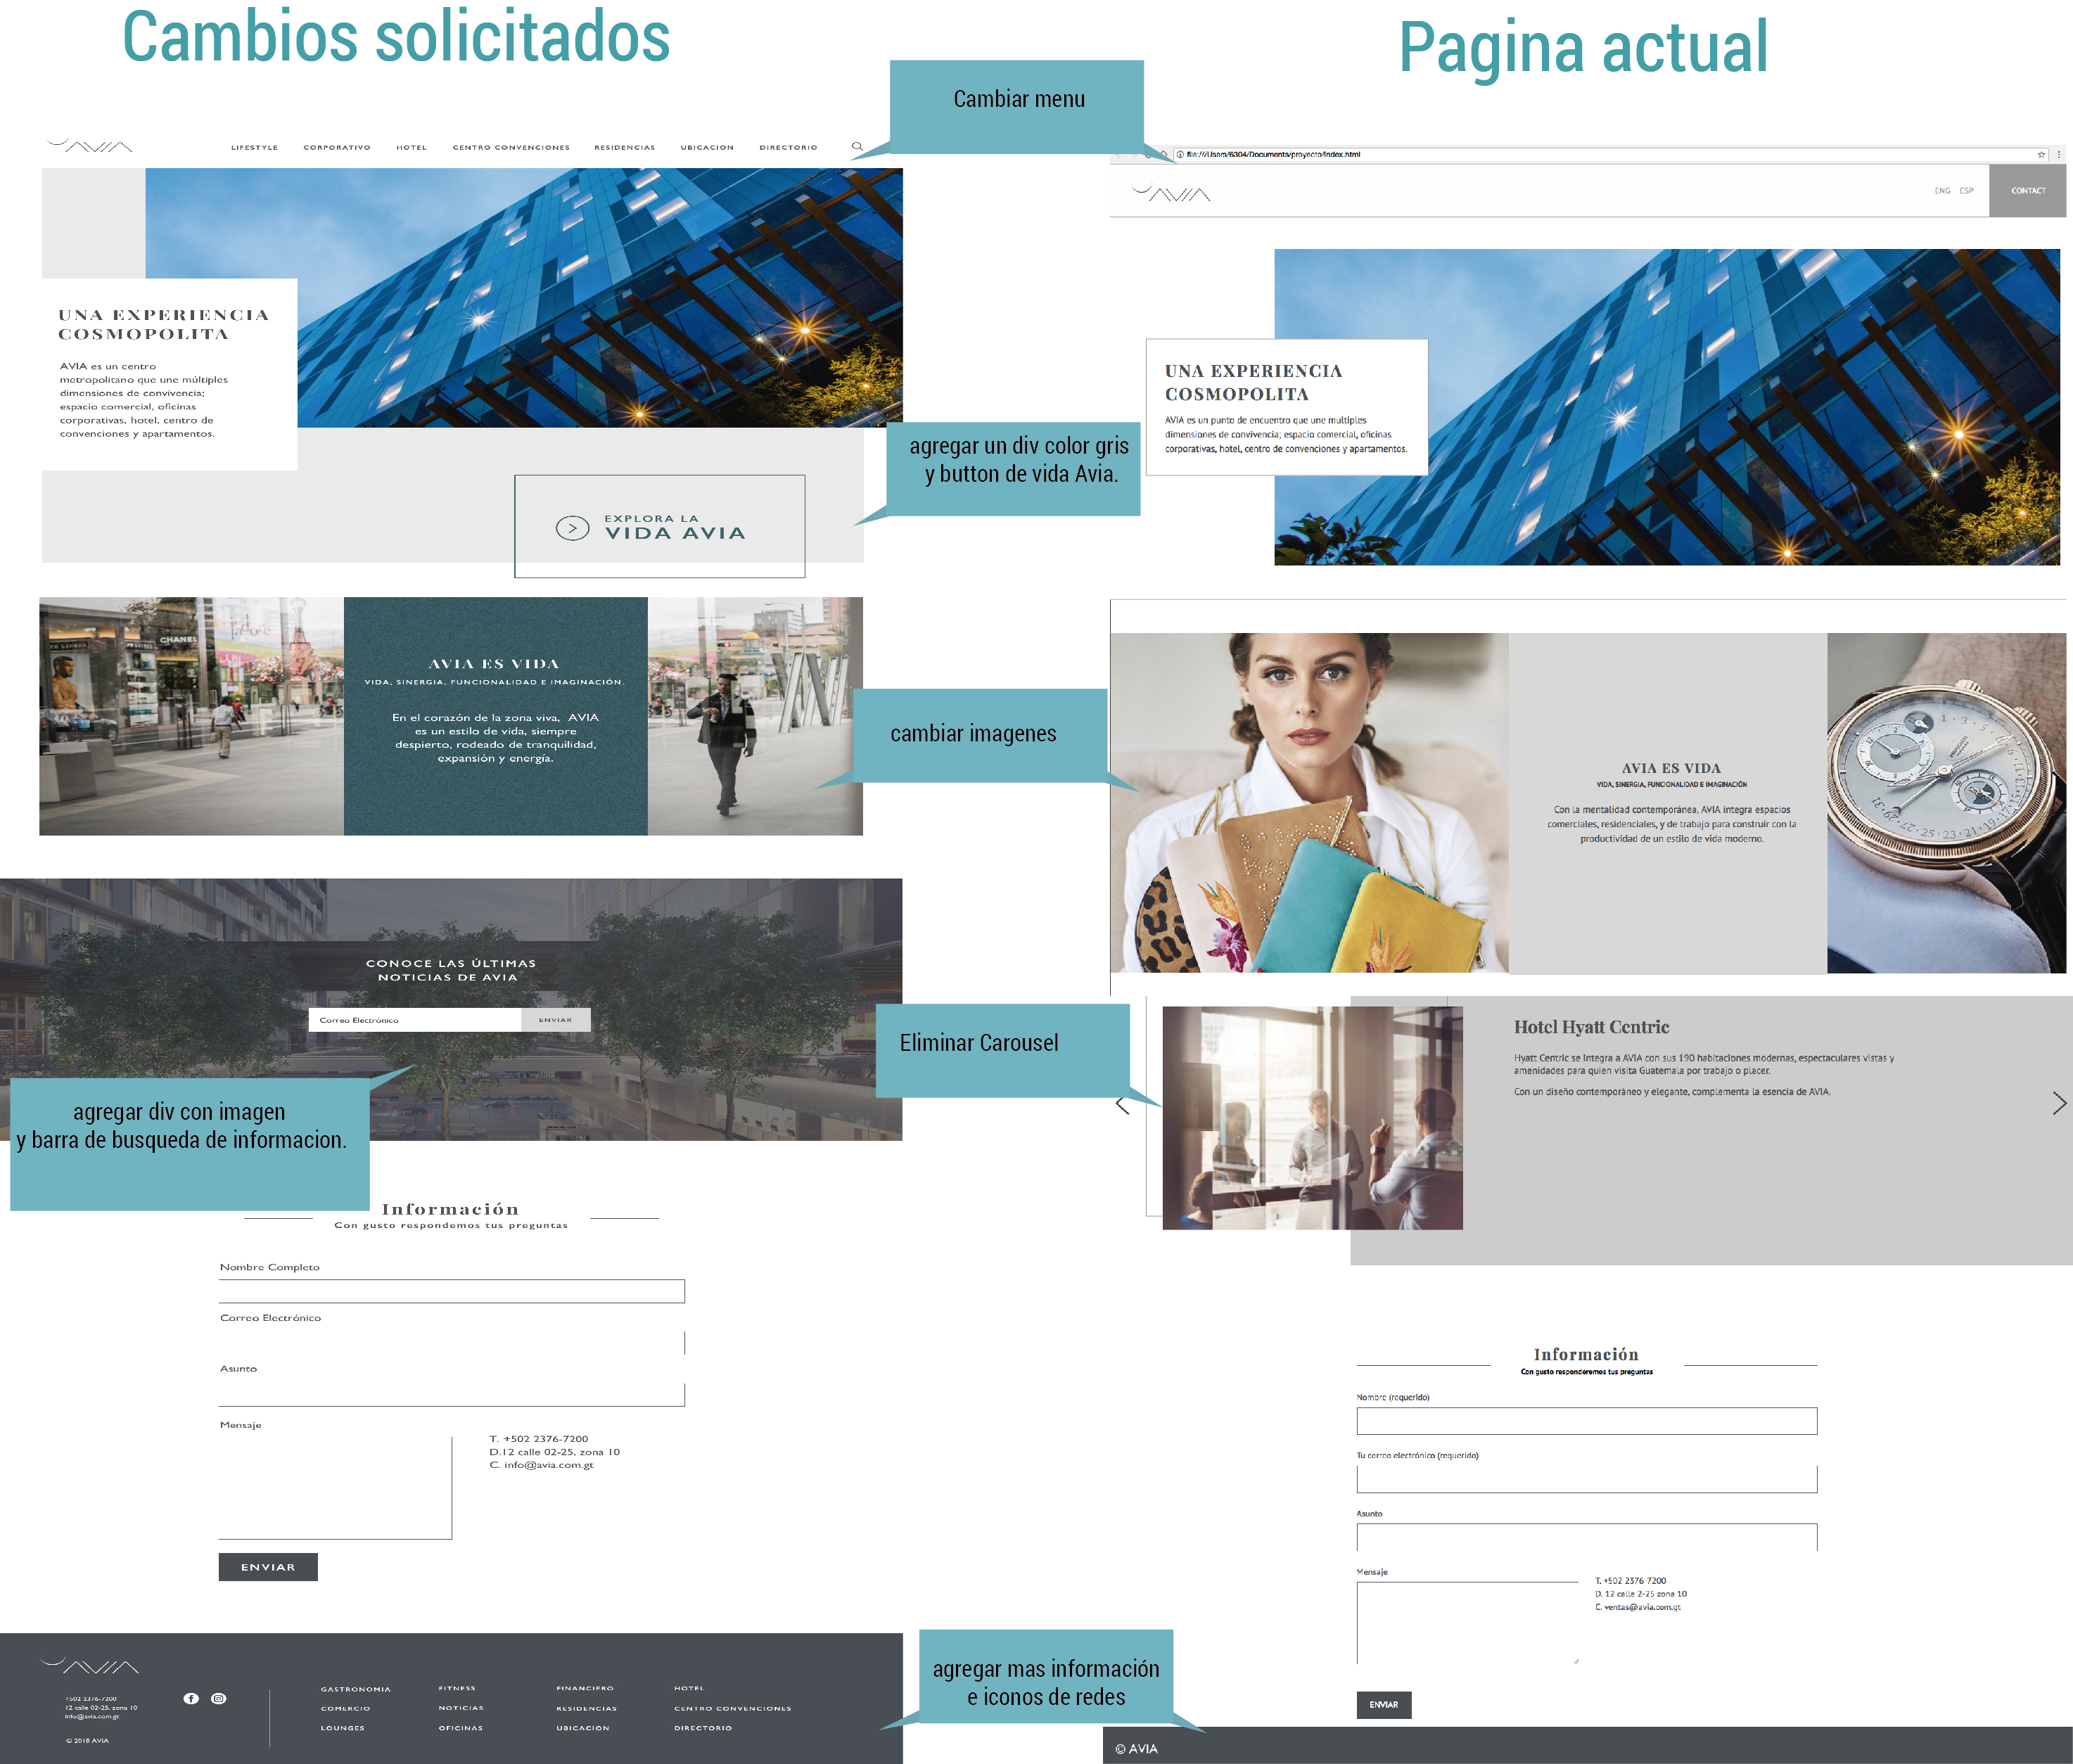 Cambios solicitados
Pagina actual
Cambiar menu
AVIA
LIFESTYLE
CORPORATIVO
HOTEL
CENTRO CONVENCIONES
RESIDENCIAS
UBICACION
DIRECTORIO
UNA EXPERIENCIA
COSMOPOLITA
AVIA es un centro
metropolitano que une múltiples
dimensiones de convivencia;
espacio comercial, oficinas
corporativas, hotel, centro de
convenciones y apartamentos.
agregar un div color gris
y button de vida Avia.
EXPLORA LA
VIDA AVIA
CHANEL
AVIA ES VIDA
VIDA, SINERGIA, FUNCIONALIDAD E IMAGINACIÓN.
En el corazón de la zona viva, AVIA
es un estilo de vida, siempre
despierto, rodeado de tranquilidad,
expansión y energía.
cambiar imagenes
CONOCE LAS ÚLTIMAS
NOTICIAS DE AVIA
Correo Electrónico
ENVIAR
agregar div con imagen
y barra de busqueda de informacion.
Eliminar Carousel
Información
Con gusto respondemos tus preguntas
Nombre Completo
Correo Electrónico
Asunto
Mensaje
T. +502 2376-7200
D.12 calle 02-25, zona 10
C. info@avia.com.gt
ENVIAR
AVIA
+502 2376-7200
12 calle 02-25, zona 10
info@avia.com.gt
© 2018 AVIA
GASTRONOMIA
COMERCIO
LOUNGES
FITNESS
NOTICIAS
OFICINAS
FINANCIERO
RESIDENCIAS
UBICACION
HOTEL
CENTRO CONVENCIONES
DIRECTORIO
agregar mas información
e iconos de redes
file:///Users/6304/Documents/proyecto/index.html
AVIA
ENG ESP
CONTACT
UNA EXPERIENCIA
COSMOPOLITA
AVIA es un punto de encuentro que une multiples
dimensiones de convivencia; espacio comercial, oficinas
corporativas, hotel, centro de convenciones y apartamentos.
AVIA ES VIDA
VIDA, SINERGIA, FUNCIONALIDAD E IMAGINACIÓN
Con la mentalidad contemporánea, AVIA integra espacios
comerciales, residenciales, y de trabajo para construir con la
productividad de un estilo de vida moderno.
Hotel Hyatt Centric
Hyatt Centric se integra a AVIA con sus 190 habitaciones modernas, espectaculares vistas y
amenidades para quien visita Guatemala por trabajo o placer.
Con un diseño contemporáneo y elegante, complementa la esencia de AVIA.
Información
Con gusto responderemos tus preguntas
Nombre (requerido)
Tu correo electrónico (requerido)
Asunto
Mensaje
T. +502 2376-7200
D. 12 calle 2-25 zona 10
C. ventas@avia.com.gt
ENVIAR
© AVIA